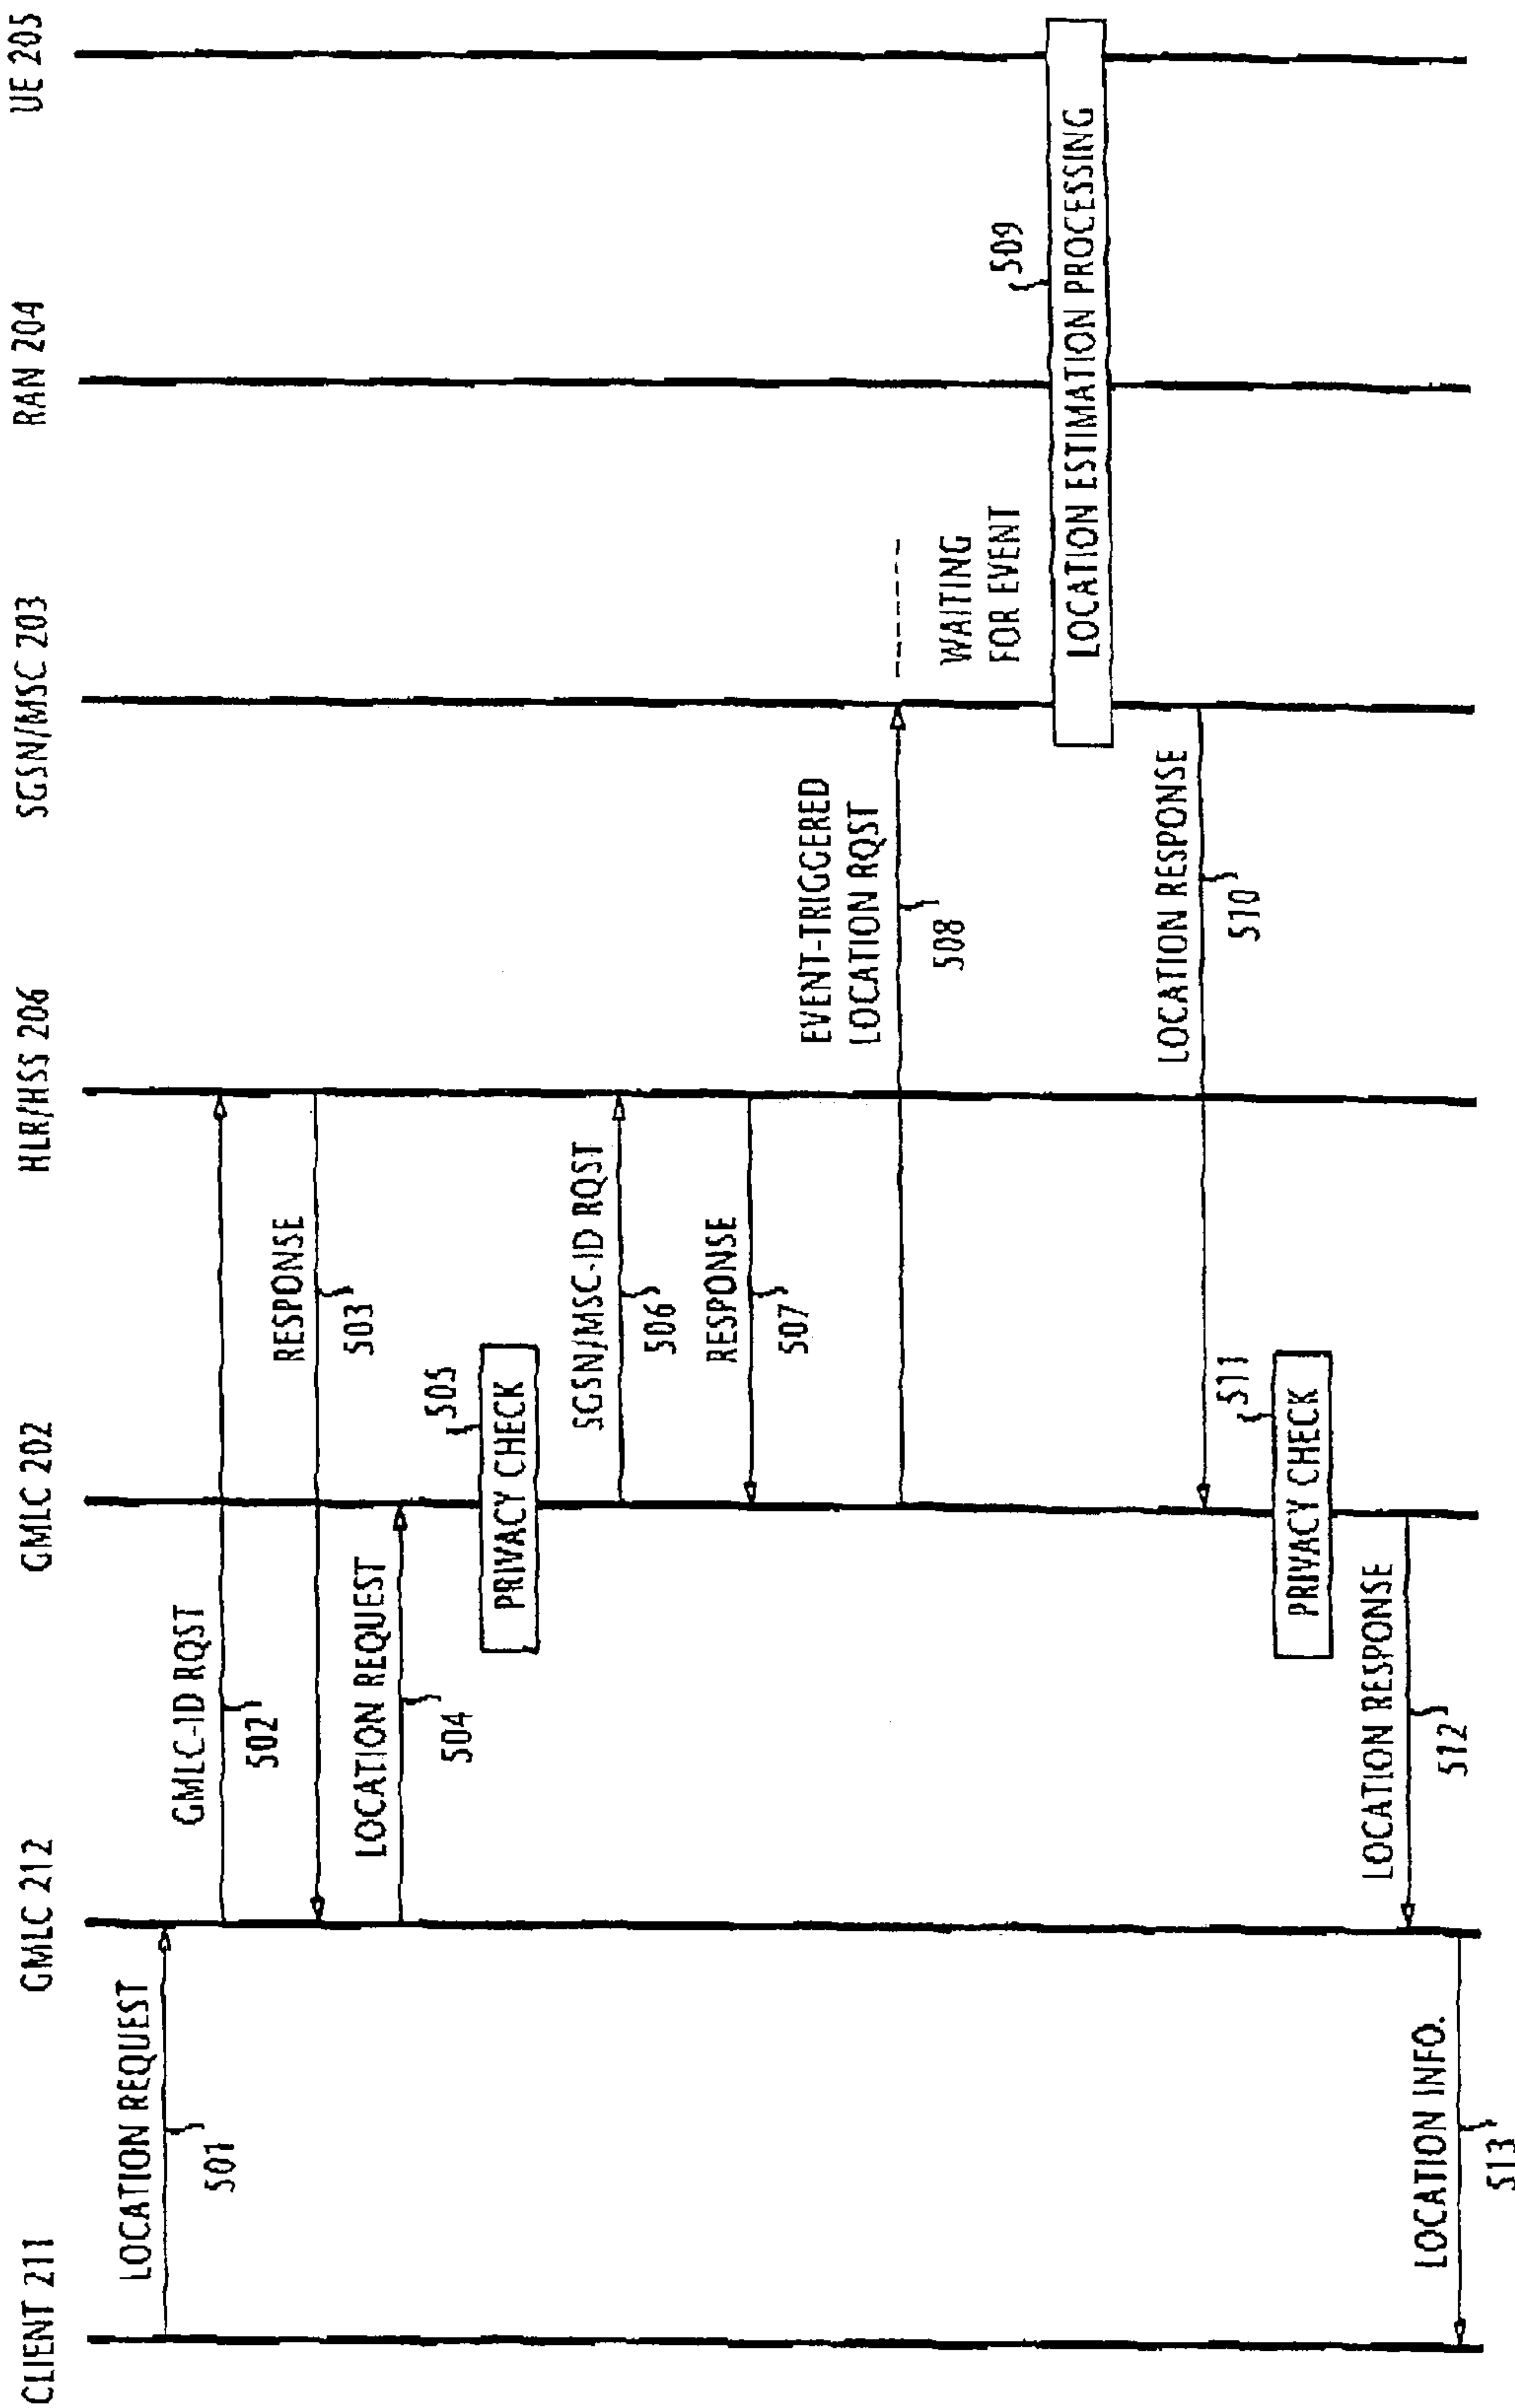 CLIENT 211
GMLC 212
GMLC 202
HLR/HSS 206
SGSN/MSC 203
RAN 204
UE 205
LOCATION REQUEST
501
GMLC-ID RQST
502
RESPONSE
503
LOCATION REQUEST
504
505
PRIVACY CHECK
SGSN/MSC-ID RQST
506
RESPONSE
507
EVENT-TRIGGERED
LOCATION RQST
508
WAITING
FOR EVENT
509
LOCATION ESTIMATION PROCESSING
LOCATION RESPONSE
510
511
PRIVACY CHECK
LOCATION RESPONSE
512
LOCATION INFO.
513